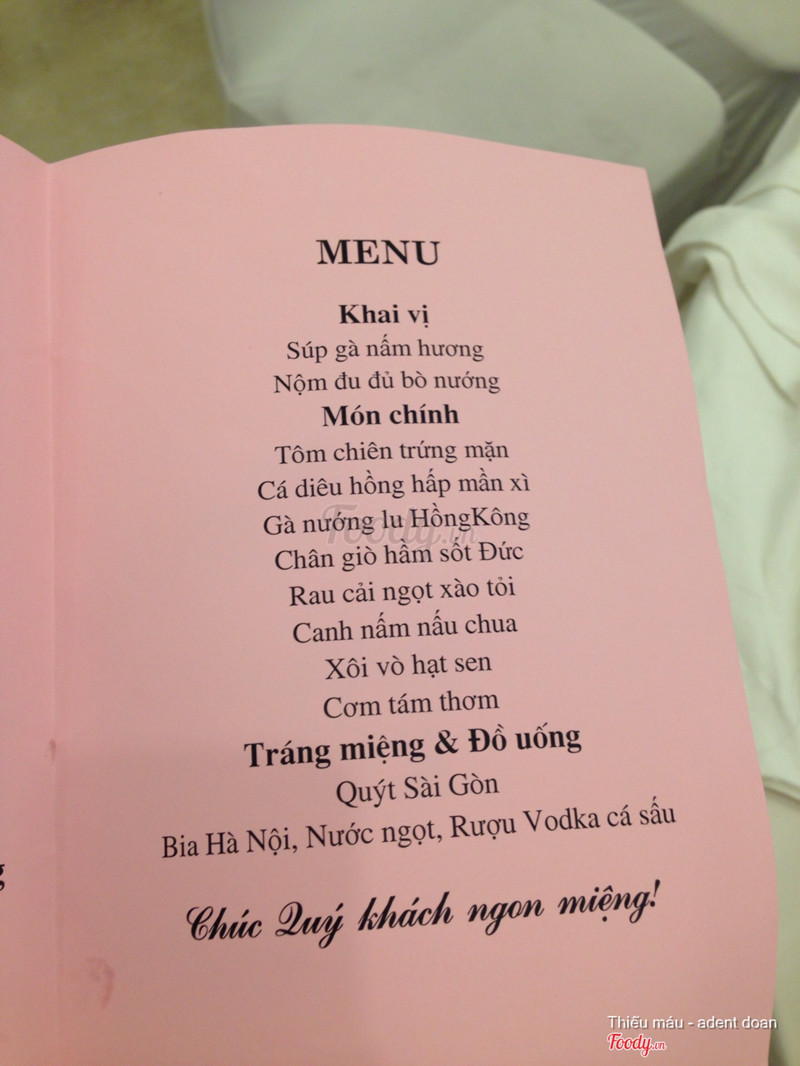 MENU
Khai vị
Súp gà nấm hương
Nộm đu đủ bò nướng
Món chính
Tôm chiên trứng mặn
Cá diêu hồng hấp mần xì
Gà nướng lu HồngKông
Foody.vn
Chân giò hầm sốt Đức
Rau cải ngọt xào tỏi
Canh nấm nấu chua
Xôi vò hạt sen
Cơm tám thơm
Tráng miệng & Đồ uống
Quýt Sài Gòn
Bia Hà Nội, Nước ngọt, Rượu Vodka cá sấu
Chúc Quý khách ngon miệng!
Thiếu máu - adent doan
Foody.vn